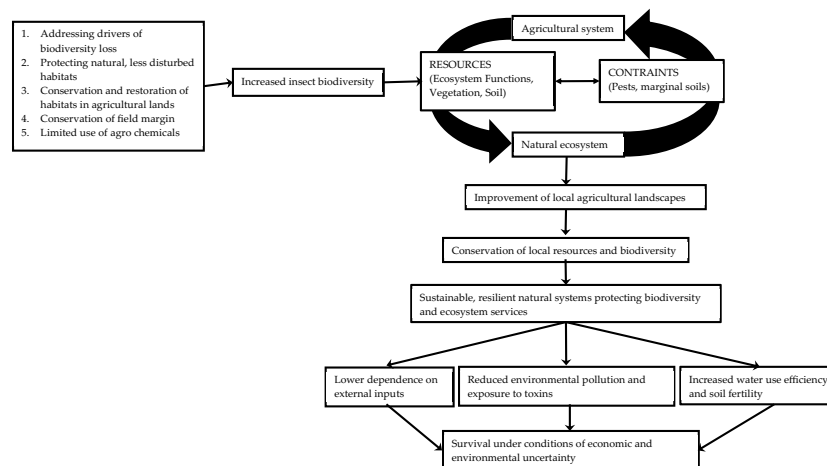 1. Addressing drivers of
biodiversity loss
2. Protecting natural, less disturbed
habitats
3. Conservation and restoration of
habitats in agricultural lands
4. Conservation of field margin
5. Limited use of agro chemicals
Increased insect biodiversity
Agricultural system
RESOURCES
(Ecosystem Functions,
Vegetation, Soil)
CONTRAINTS
(Pests, marginal soils)
Natural ecosystem
Improvement of local agricultural landscapes
Conservation of local resources and biodiversity
Sustainable, resilient natural systems protecting biodiversity
and ecosystem services
Lower dependence on
external inputs
Reduced environmental pollution and
exposure to toxins
Increased water use efficiency
and soil fertility
Survival under conditions of economic and
environmental uncertainty